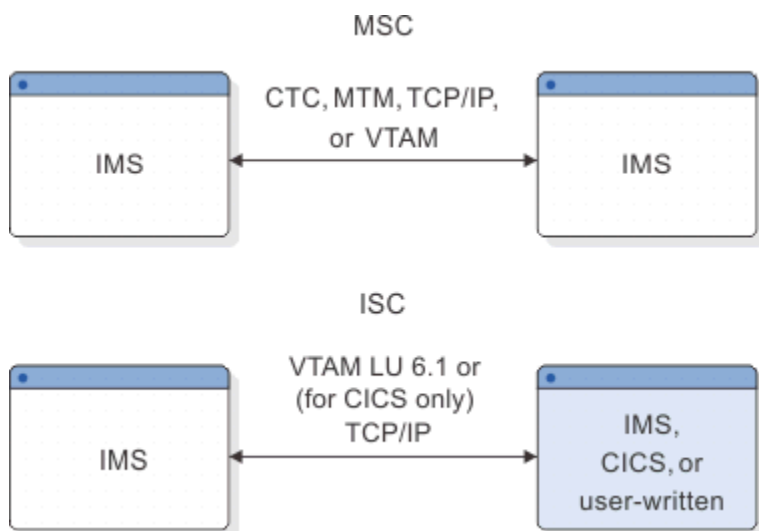 MSC
CTC, MTM, TCP/IP,
or VTAM
IMS
IMS
ISC
VTAM LU 6.1 or
(for CICS only)
TCP/IP
IMS
IMS,
CICS, or
user-written